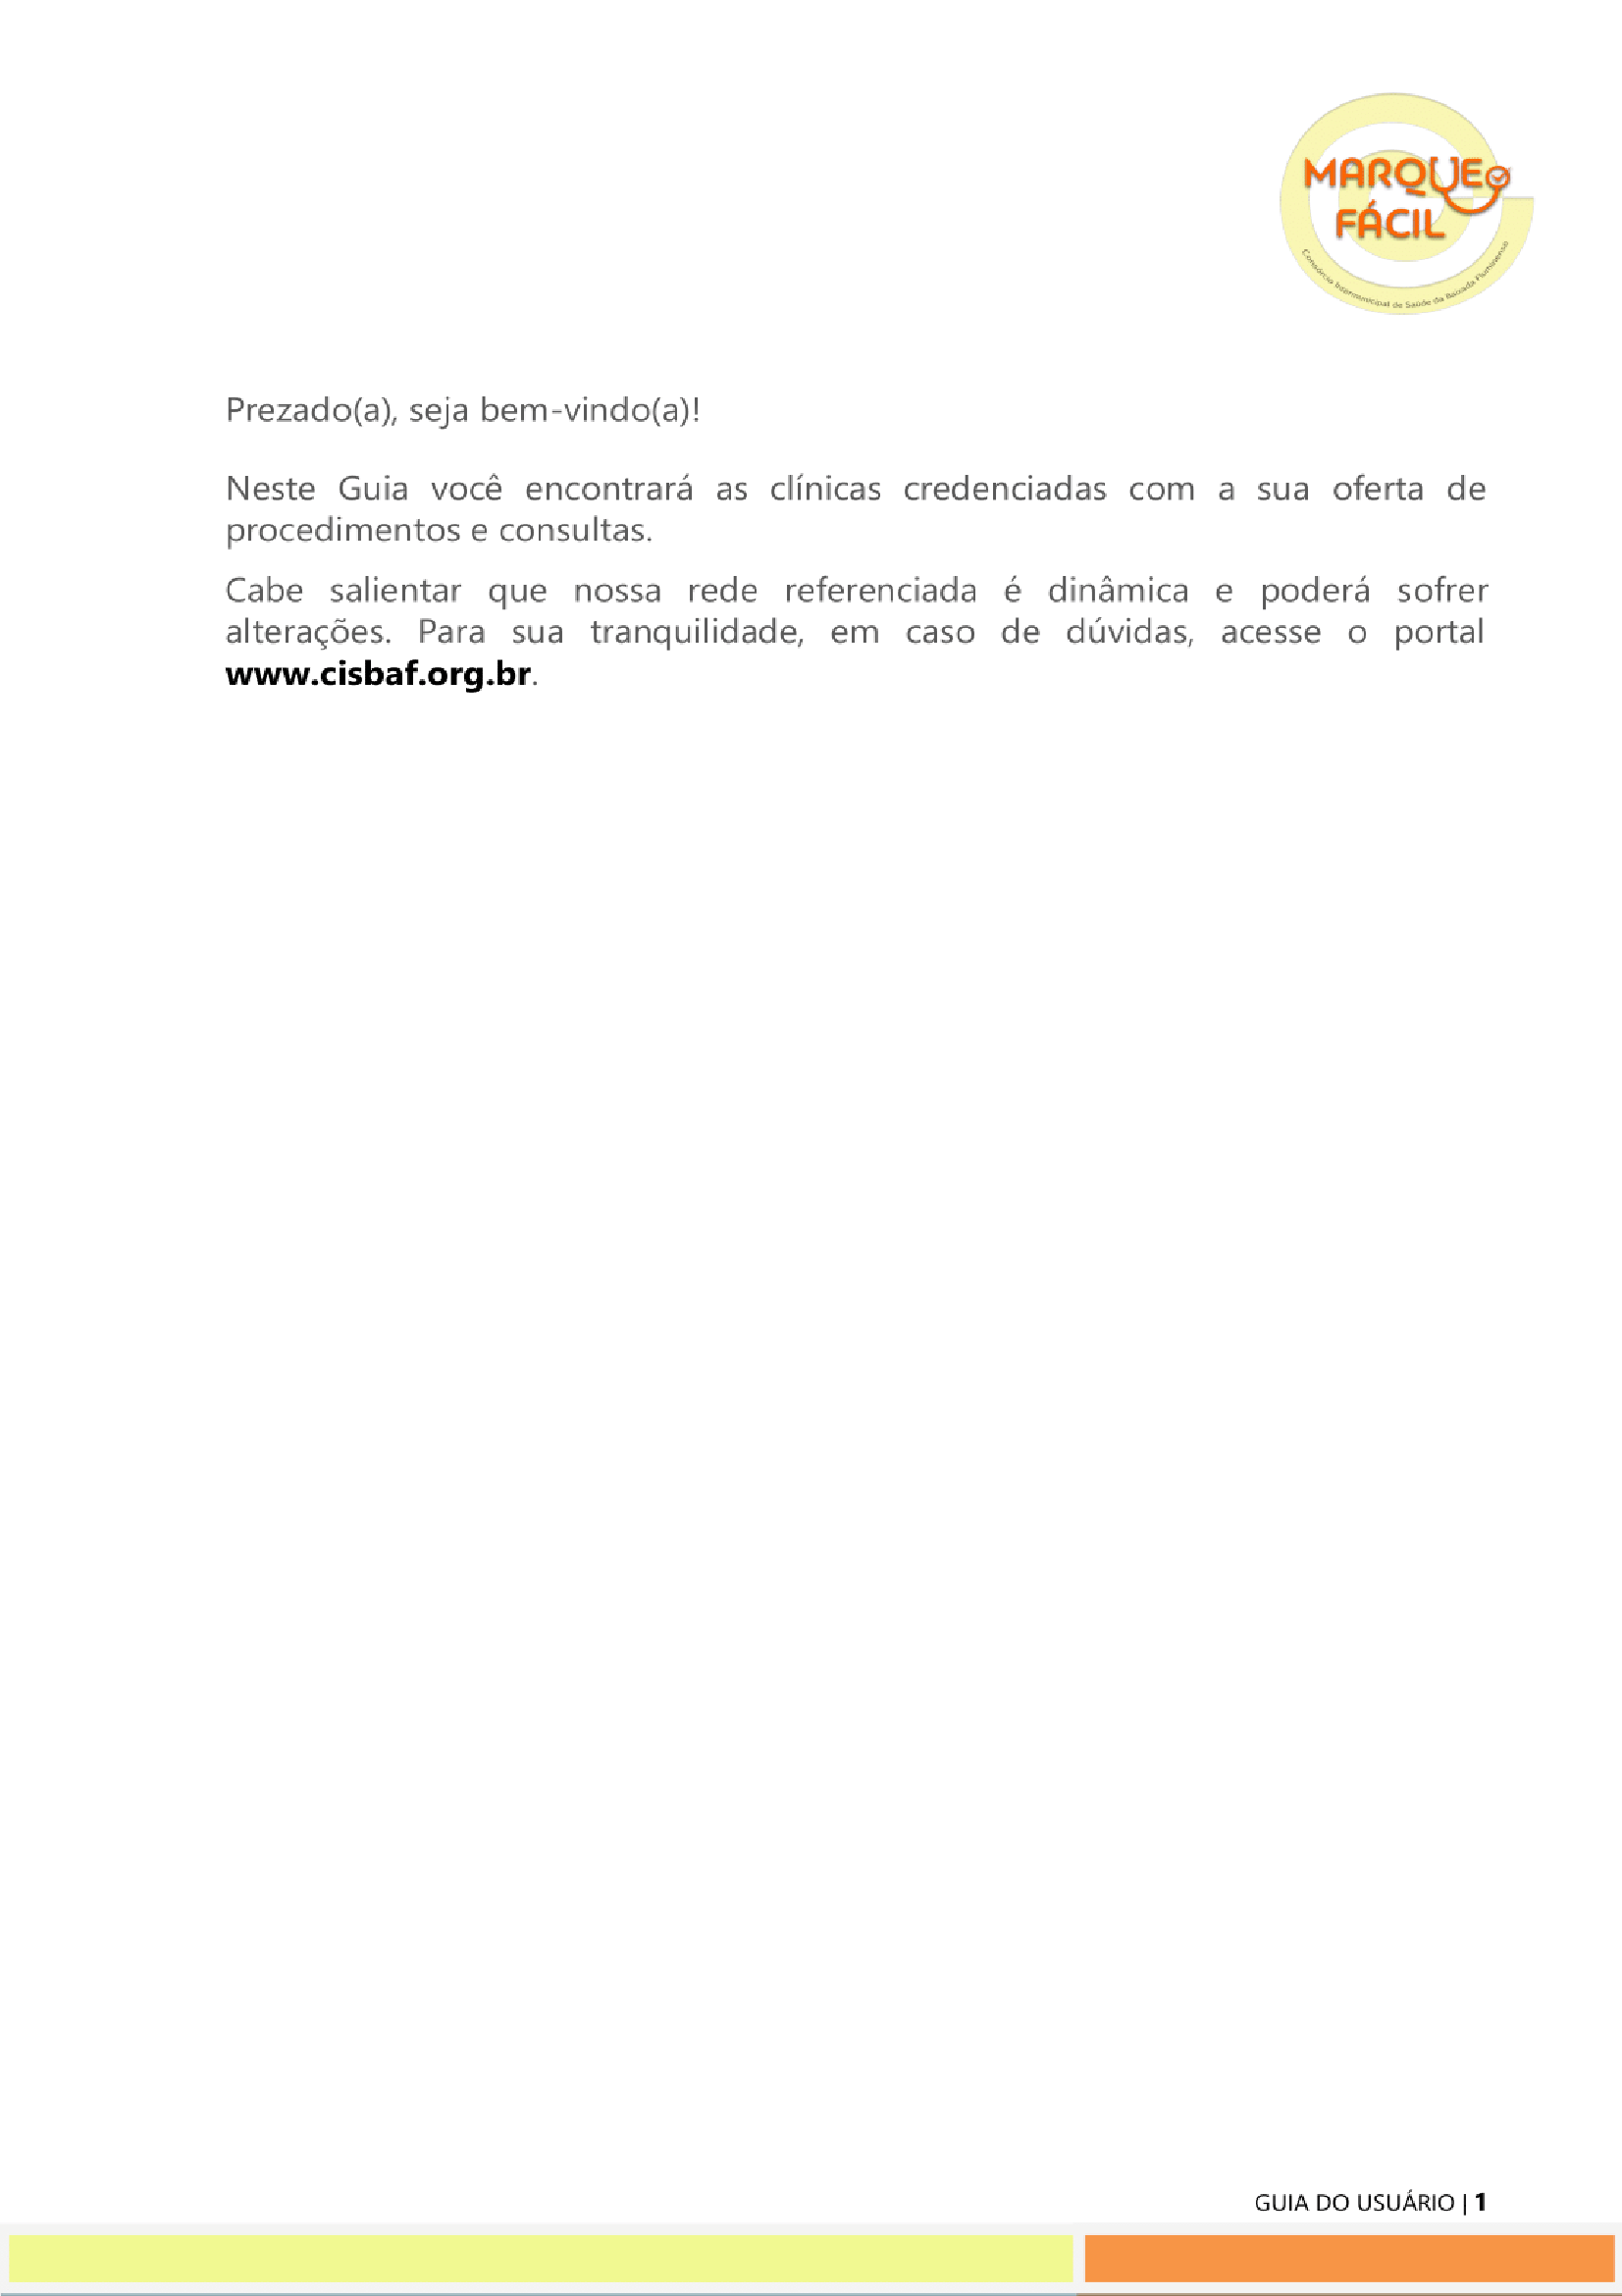 MARQUE
FÁCIL
Consórcio Intermunicipal de Saúde da Baixada Fluminense
Prezado(a), seja bem-vindo(a)!
Neste Guia você encontrará as clínicas credenciadas com a sua oferta de
procedimentos e consultas.
Cabe salientar que nossa rede referenciada é dinâmica e poderá sofrer
alterações. Para sua tranquilidade, em caso de dúvidas, acesse o portal
www.cisbaf.org.br.
GUIA DO USUÁRIO | 1